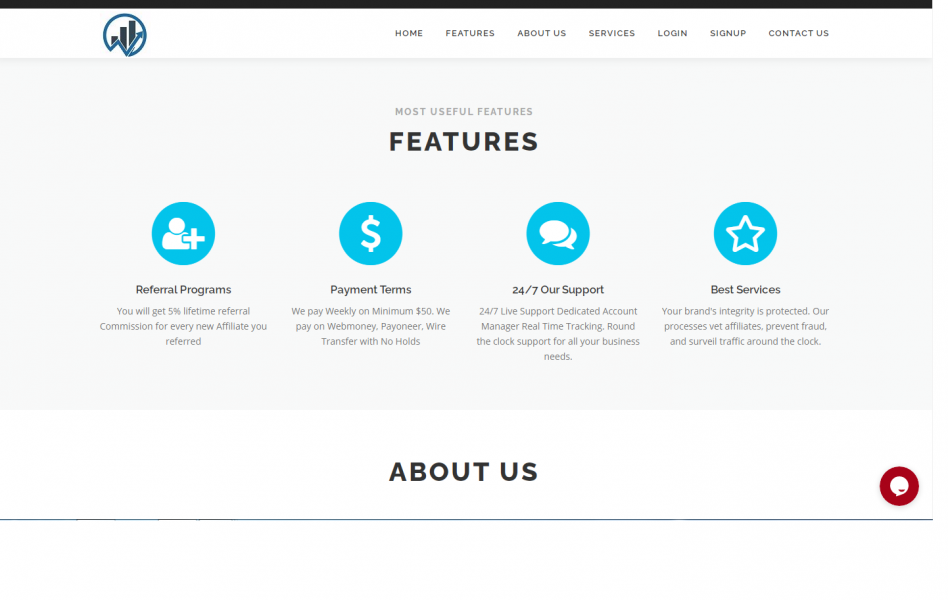 HOME FEATURES ABOUT US SERVICES LOGIN SIGNUP CONTACT US
MOST USEFUL FEATURES
FEATURES
Referral Programs
You will get 5% lifetime referral
Commission for every new Affiliate you
referred
Payment Terms
We pay Weekly on Minimum $50. We
pay on Webmoney, Payoneer, Wire
Transfer with No Holds
24/7 Our Support
24/7 Live Support Dedicated Account
Manager Real Time Tracking. Round
the clock support for all your business
needs.
Best Services
Your brand's integrity is protected. Our
processes vet affiliates, prevent fraud,
and surveil traffic around the clock.
ABOUT US